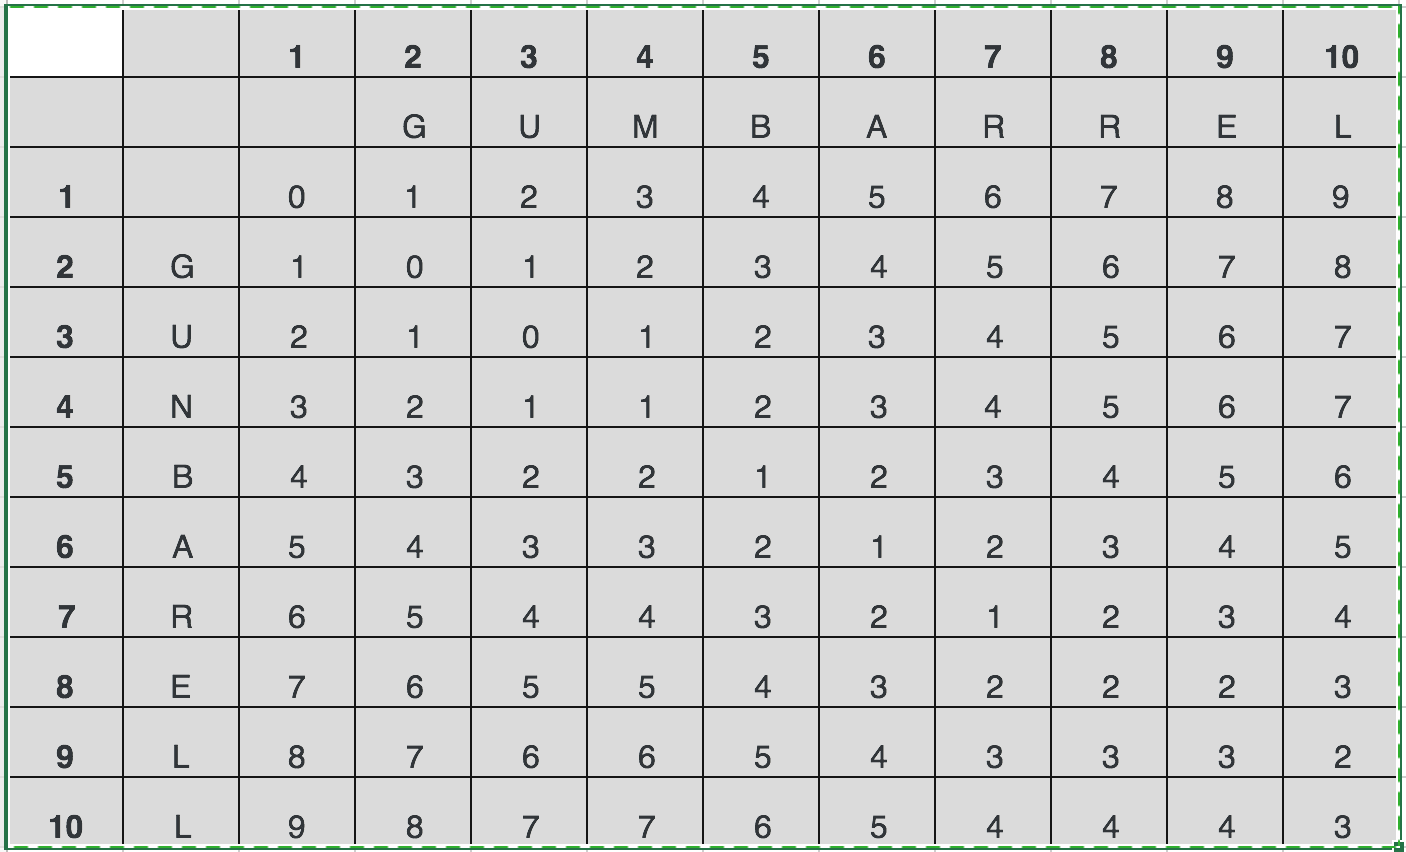 1 2 3 4 5 6 7 8 9 10
G U M B A R R E L
1 0 1 2 3 4 5 6 7 8 9
2 G 1 0 1 2 3 4 5 6 7 8
3 U 2 1 0 1 2 3 4 5 6 7
4 N 3 2 1 1 2 3 4 5 6 7
5 B 4 3 2 2 1 2 3 4 5 6
6 A 5 4 3 3 2 1 2 3 4 5
7 R 6 5 4 4 3 2 1 2 3 4
8 E 7 6 5 5 4 3 2 2 2 3
9 L 8 7 6 6 5 4 3 3 3 2
10 L 9 8 7 7 6 5 4 4 4 3